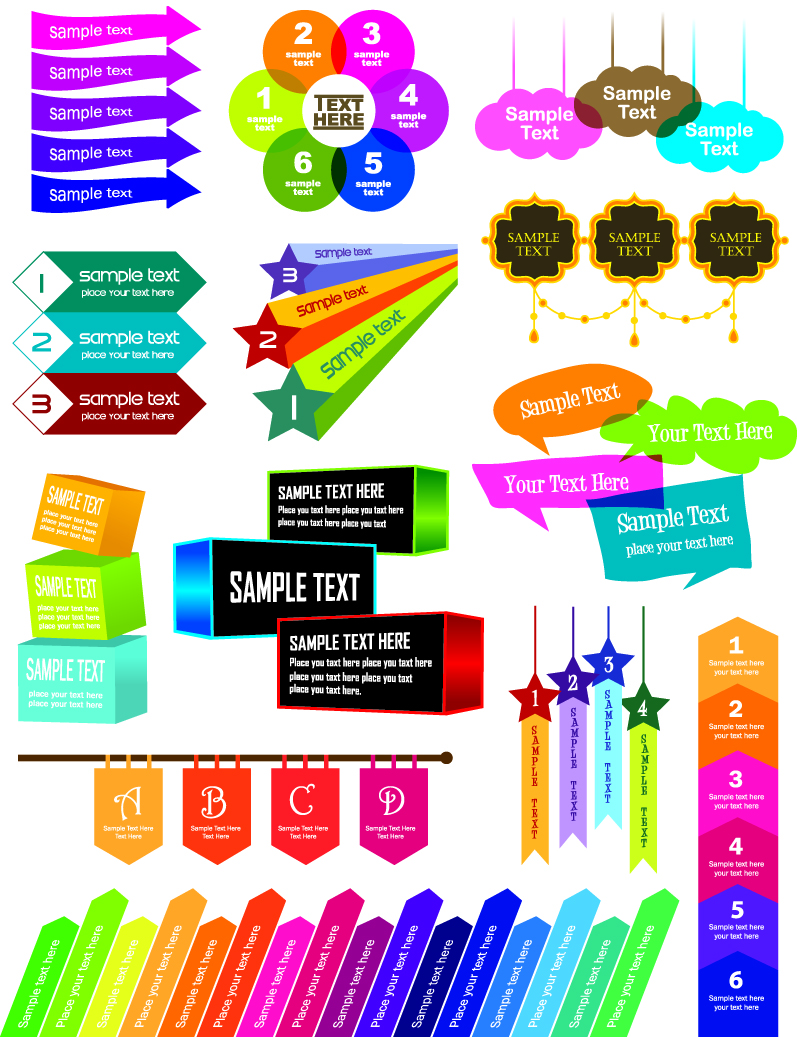 Sample text
Sample text
Sample text
Sample text
Sample text
2
sample
text
3
sample
text
1
sample
text
TEXT
HERE
4
sample
text
6
sample
text
5
sample
text
Sample
Text
Sample
Text
Sample
Text
SAMPLE
TEXT
SAMPLE
TEXT
SAMPLE
TEXT
1
sample text
place your text here
2
sample text
place your text here
3
sample text
place your text here
3
sample text
2
sample text
1
sample text
Sample Text
Your Text Here
Your Text Here
Sample Text
place your text here
SAMPLE TEXT
place your text here
place your text here
place your text here
SAMPLE TEXT
place your text here
place your text here
place your text here
SAMPLE TEXT
place your text here
place your text here
SAMPLE TEXT HERE
Place you text here place you text here
place you text here place you text
SAMPLE TEXT
SAMPLE TEXT HERE
Place you text here place you text here
place you text here place you text
place you text here.
1
SAMPLE TEXT
2
SAMPLE TEXT
3
SAMPLE TEXT
4
SAMPLE TEXT
1
Sample text here
your text here
2
Sample text here
your text here
3
Sample text here
your text here
4
Sample text here
your text here
5
Sample text here
your text here
6
Sample text here
your text here
A
Sample Text Here
Text Here
B
Sample Text Here
Text Here
C
Sample Text Here
Text Here
D
Sample Text Here
Text Here
Sample text here
Place your text here
Sample text here
Place your text here
Sample text here
Place your text here
Sample text here
Place your text here
Sample text here
Place your text here
Sample text here
Place your text here
Sample text here
Place your text here
Sample text here
Place your text here